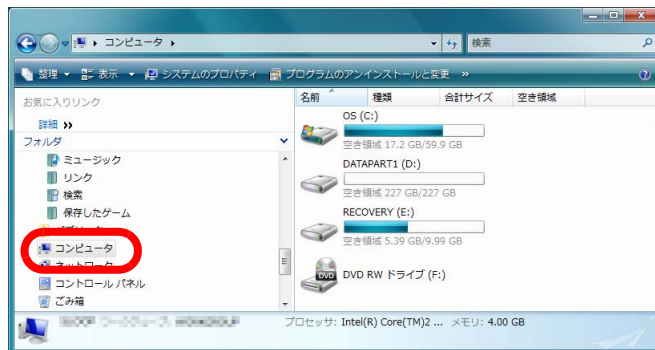 コンピュータ
検索
整理 表示 システムのプロパティ プログラムのアンインストールと変更 »
お気に入りリンク
詳細 »
フォルダ
ミュージック
リンク
検索
保存したゲーム
コンピュータ
ネットワーク
コントロール パネル
ごみ箱
名前 種類 合計サイズ 空き領域
OS (C:)
空き領域 17.2 GB/59.9 GB
DATAPART1 (D:)
空き領域 227 GB/227 GB
RECOVERY (E:)
空き領域 5.39 GB/9.99 GB
DVD RW ドライブ (F:)
プロセッサ: Intel(R) Core(TM)2 ... メモリ: 4.00 GB